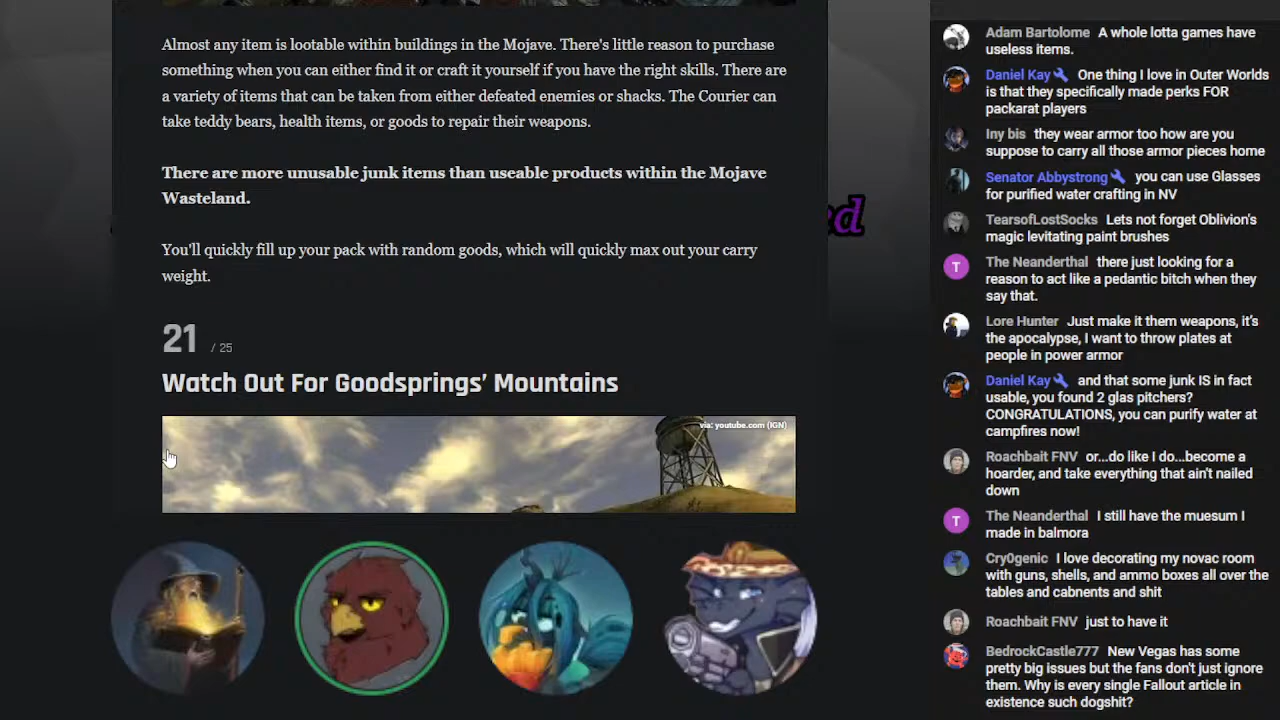 Almost any item is lootable within buildings in the Mojave. There's little reason to purchase
something when you can either find it or craft it yourself if you have the right skills. There are
a variety of items that can be taken from either defeated enemies or shacks. The Courier can
take teddy bears, health items, or goods to repair their weapons.
There are more unusable junk items than useable products within the Mojave
Wasteland.
ed
You'll quickly fill up your pack with random goods, which will quickly max out your carry
weight.
21 / 25
Watch Out For Goodsprings’ Mountains
via: youtube.com (IGN)
Adam Bartolome A whole lotta games have
useless items.
Daniel Kay One thing I love in Outer Worlds
is that they specifically made perks FOR
packarat players
Iny bis they wear armor too how are you
suppose to carry all those armor pieces home
Senator Abbystrong you can use Glasses
for purified water crafting in NV
TearsofLostSocks Lets not forget Oblivion's
magic levitating paint brushes
T
The Neanderthal there just looking for a
reason to act like a pedantic bitch when they
say that.
Lore Hunter Just make it them weapons, it's
the apocalypse, I want to throw plates at
people in power armor
Daniel Kay and that some junk IS in fact
usable, you found 2 glas pitchers?
CONGRATULATIONS, you can purify water at
campfires now!
Roachbait FNV or...do like I do...become a
hoarder, and take everything that ain't nailed
down
T
The Neanderthal I still have the muesum I
made in balmora
Cry0genic I love decorating my novac room
with guns, shells, and ammo boxes all over the
tables and cabnents and shit
Roachbait FNV just to have it
BedrockCastle777 New Vegas has some
pretty big issues but the fans don't just ignore
them. Why is every single Fallout article in
existence such dogshit?